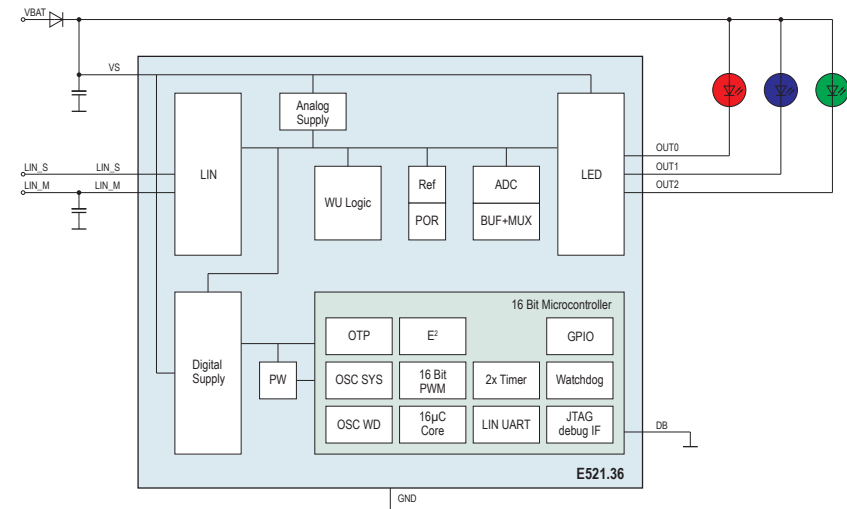 VBAT
VS
Analog
Supply
OUT0
LIN_S
LIN_S
LIN
LED
OUT1
LIN_M
LIN_M
OUT2
WU Logic
Ref
ADC
POR
BUF+MUX
16 Bit Microcontroller
OTP
E²
GPIO
Digital
Supply
PW
OSC SYS
16 Bit
PWM
2x Timer
Watchdog
OSC WD
16µC
Core
LIN UART
JTAG
debug IF
DB
E521.36
GND